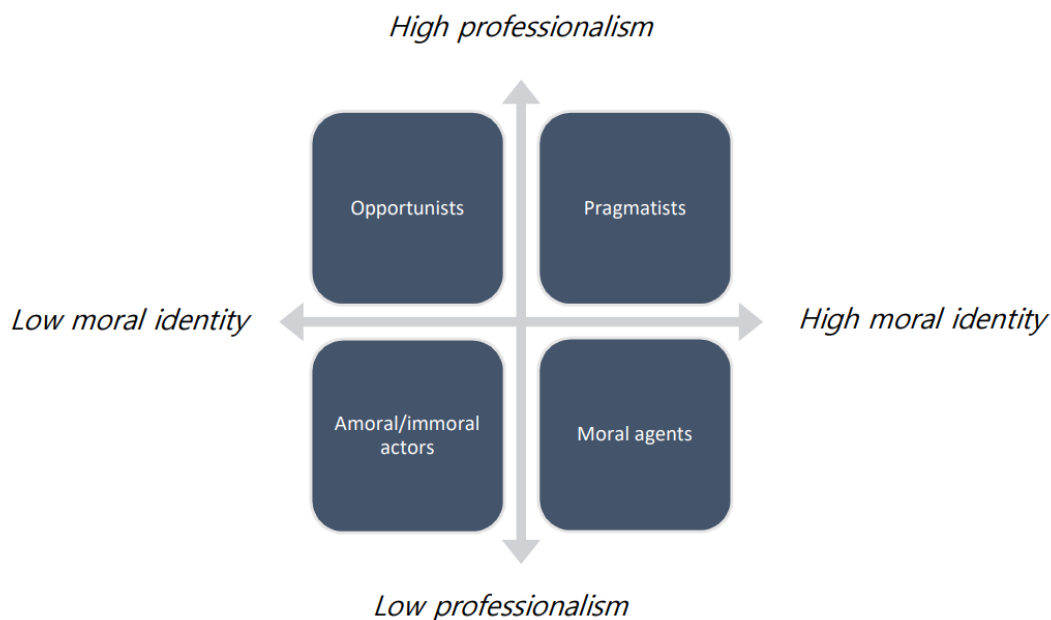 High professionalism
Opportunists
Pragmatists
Low moral identity
High moral identity
Amoral/immoral
actors
Moral agents
Low professionalism